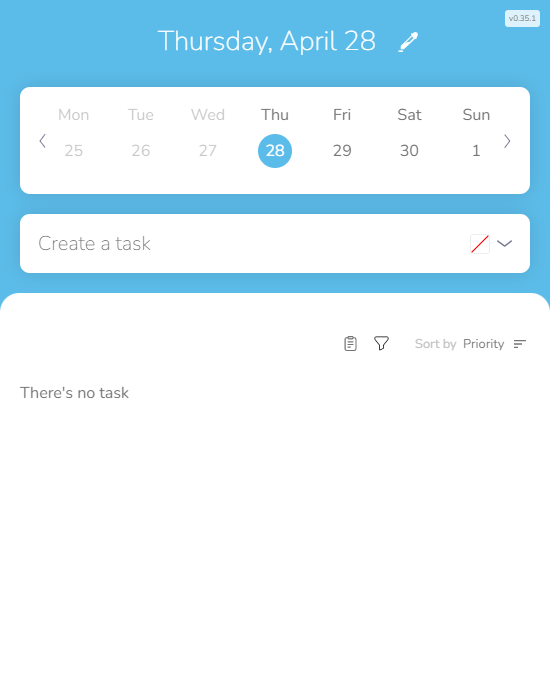 v0.35.1
Thursday, April 28
Mon Tue Wed Thu Fri Sat Sun
25 26 27 28 29 30 1
Create a task
Sort by Priority
There's no task